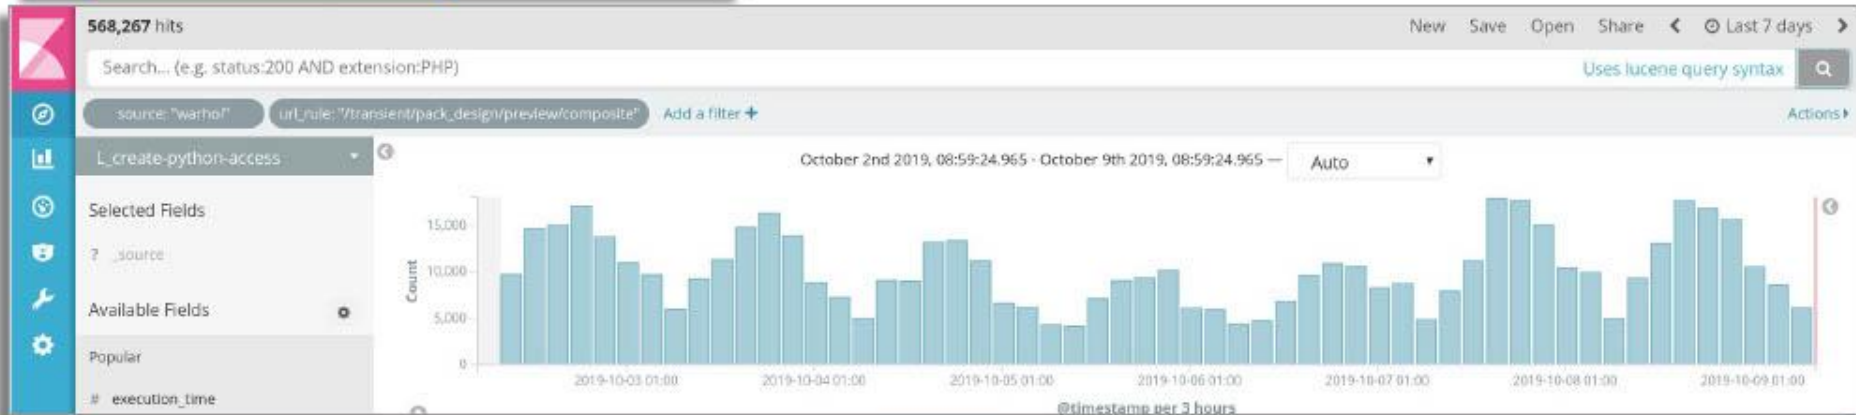 568,267 hits
New Save Open Share Last 7 days
Search... (e.g. status:200 AND extension:PHP)
Uses lucene query syntax
source: "warhol"
url_rule: "/transient/pack_design/preview/composite"
Add a filter +
Actions
L_create-python-access
October 2nd 2019, 08:59:24.965 - October 9th 2019, 08:59:24.965 — Auto
Selected Fields
? _source
Available Fields
Popular
# execution_time
Count
15,000
10,000
5,000
0
2019-10-03 01:00
2019-10-04 01:00
2019-10-05 01:00
2019-10-06 01:00
2019-10-07 01:00
2019-10-08 01:00
2019-10-09 01:00
@timestamp per 3 hours